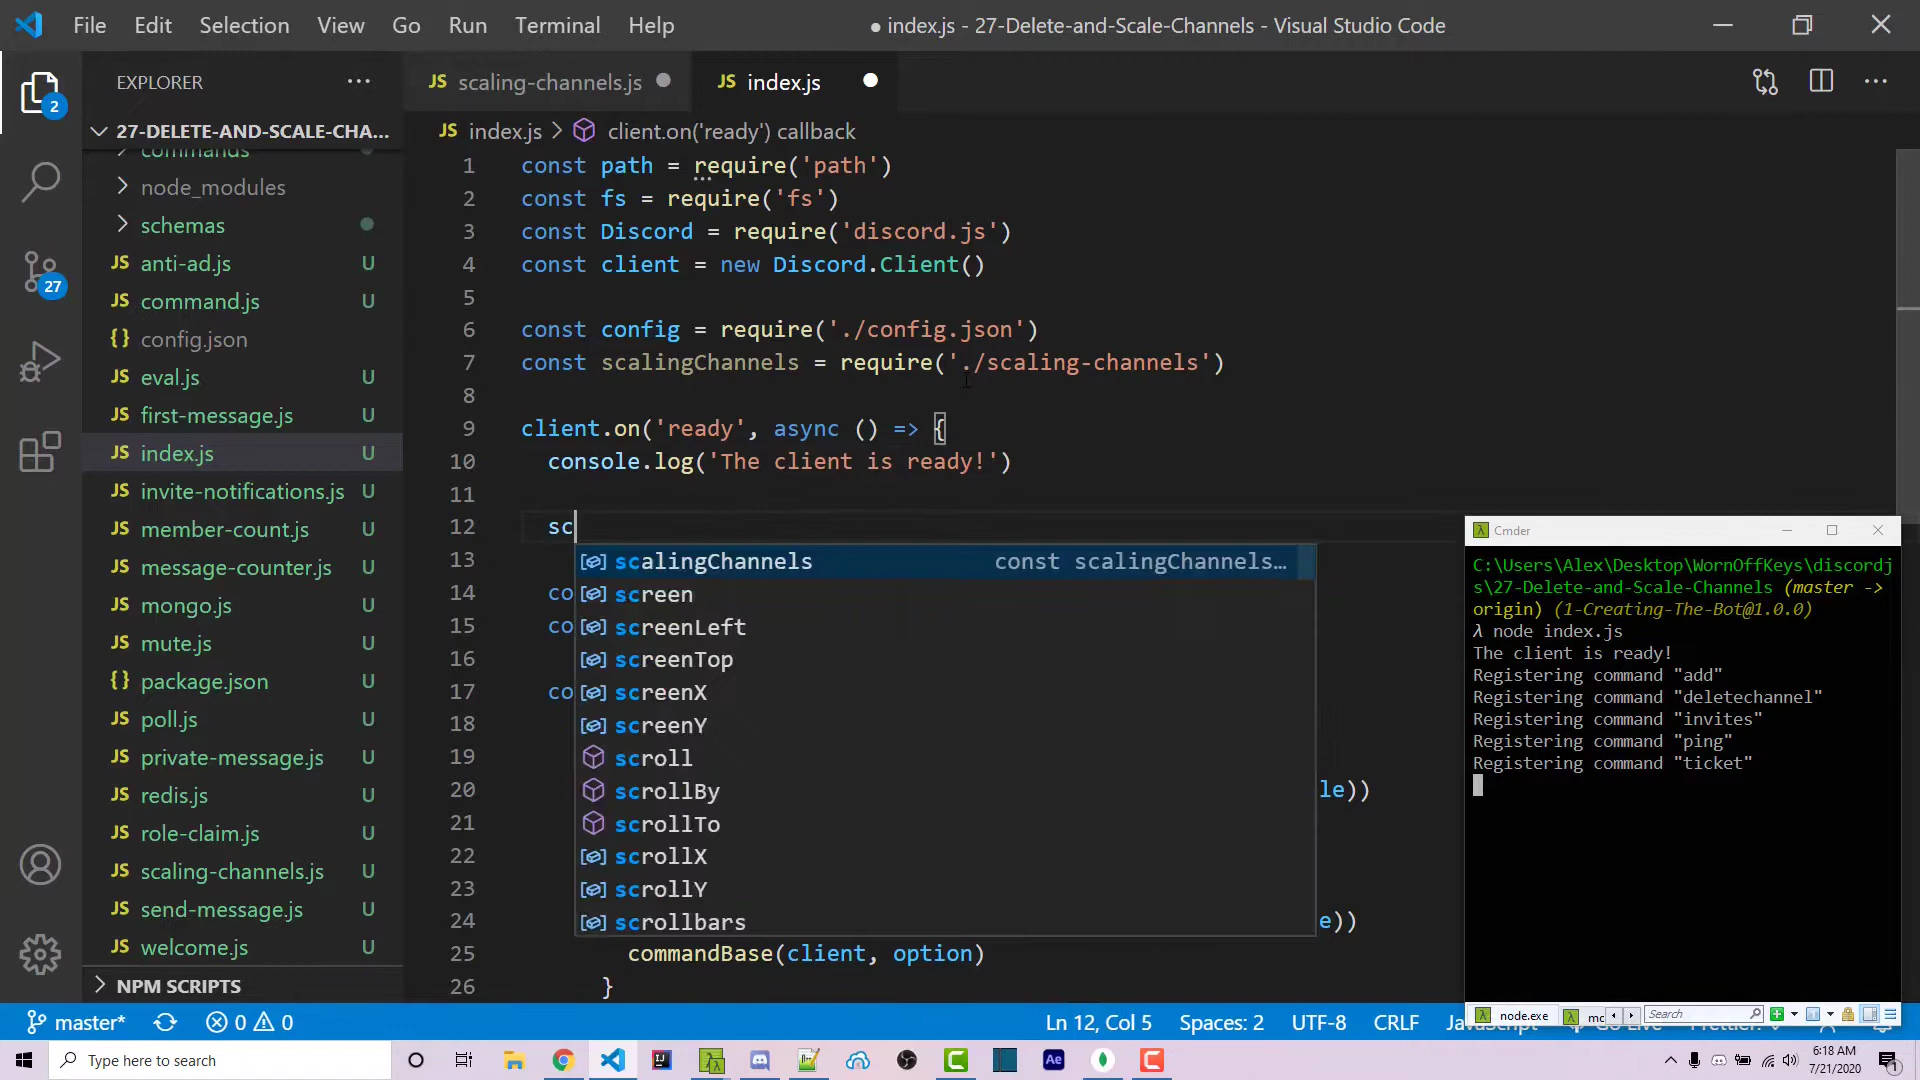 File Edit Selection View Go Run Terminal Help
● index.js - 27-Delete-and-Scale-Channels - Visual Studio Code
EXPLORER
JS scaling-channels.js
JS index.js
27-DELETE-AND-SCALE-CHA...
JS index.js > client.on('ready') callback
commands
node_modules
schemas
JS anti-ad.js U
JS command.js U
{} config.json
JS eval.js U
JS first-message.js U
JS index.js U
JS invite-notifications.js U
JS member-count.js U
JS message-counter.js U
JS mongo.js U
JS mute.js U
{} package.json U
JS poll.js U
JS private-message.js U
JS redis.js U
JS role-claim.js U
JS scaling-channels.js U
JS send-message.js U
JS welcome.js U
NPM SCRIPTS
2
27
1 const path = require('path')
2 const fs = require('fs')
3 const Discord = require('discord.js')
4 const client = new Discord.Client()
5
6 const config = require('./config.json')
7 const scalingChannels = require('./scaling-channels')
8
9 client.on('ready', async () => {
10 console.log('The client is ready!')
11
12 sc
13 scalingChannels const scalingChannels...
14 co screen
15 co screenLeft
16 screenTop
17 co screenX
18 screenY
19 scroll
20 scrollBy le))
21 scrollTo
22 scrollX
23 scrollY
24 scrollbars e))
25 commandBase(client, option)
26 }
Cmder
C:\Users\Alex\Desktop\WornOffKeys\discordj
s\27-Delete-and-Scale-Channels (master ->
origin) (1-Creating-The-Bot@1.0.0)
λ node index.js
The client is ready!
Registering command "add"
Registering command "deletechannel"
Registering command "invites"
Registering command "ping"
Registering command "ticket"
node.exe
Search
master* 0 0
Ln 12, Col 5 Spaces: 2 UTF-8 CRLF
Type here to search
6:18 AM
7/21/2020